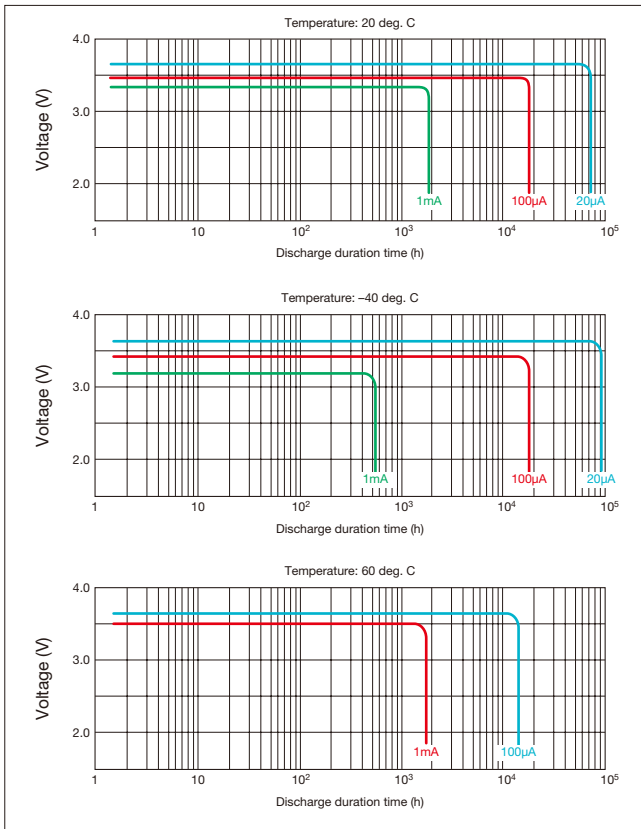 Temperature: 20 deg. C
4.0
3.0
2.0
Voltage (V)
1mA
100µA
20µA
1 10 10² 10³ 10⁴ 10⁵
Discharge duration time (h)
Temperature: –40 deg. C
4.0
3.0
2.0
Voltage (V)
1mA
100µA
20µA
1 10 10² 10³ 10⁴ 10⁵
Discharge duration time (h)
Temperature: 60 deg. C
4.0
3.0
2.0
Voltage (V)
1mA
100µA
1 10 10² 10³ 10⁴ 10⁵
Discharge duration time (h)